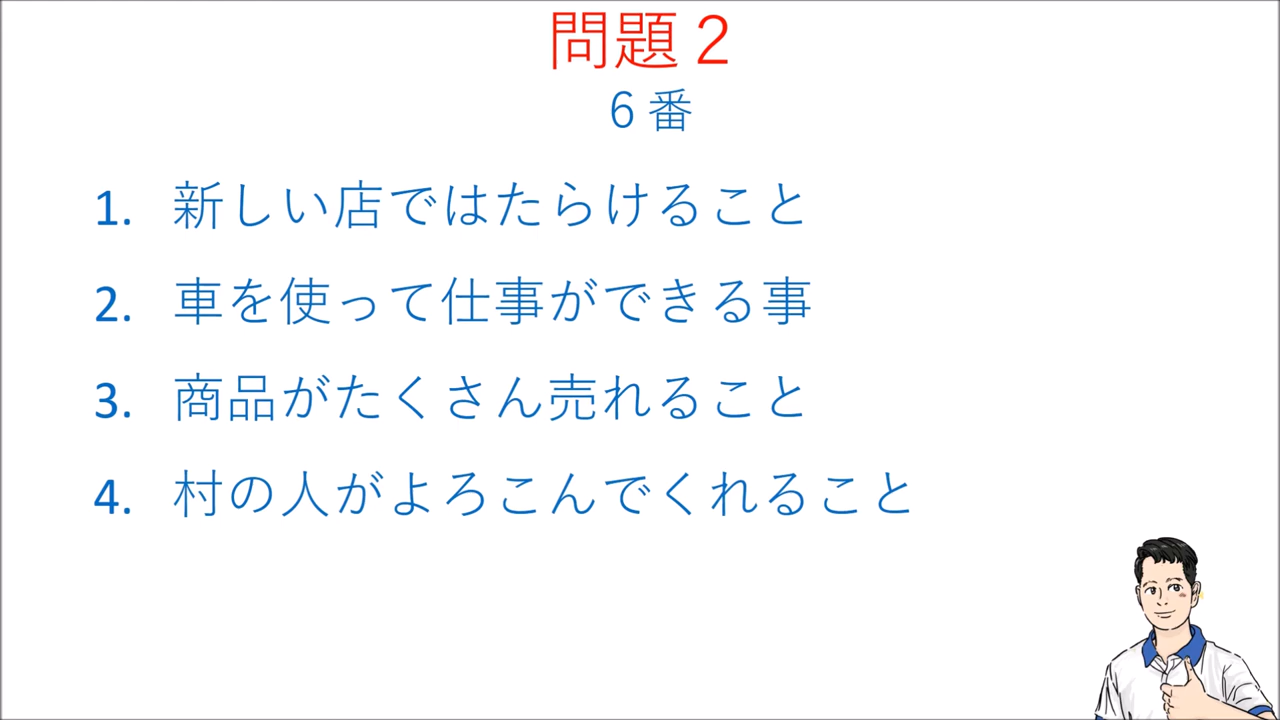 問題２
６番
1. 新しい店ではたらけること
2. 車を使って仕事ができる事
3. 商品がたくさん売れること
4. 村の人がよろこんでくれること